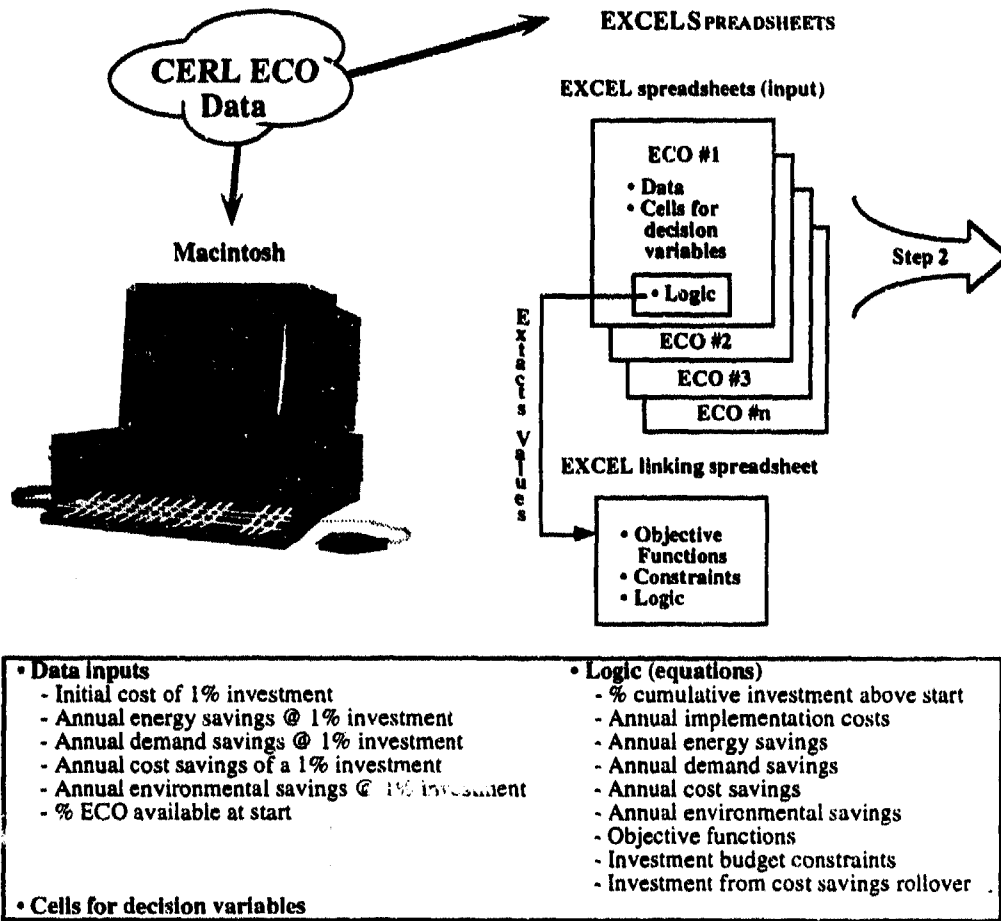 CERL ECO
Data
EXCEL SPREADSHEETS
EXCEL spreadsheets (input)
ECO #1
• Data
• Cells for
decision
variables
• Logic
ECO #2
ECO #3
ECO #n
Step 2
Macintosh
Extacts Values
EXCEL linking spreadsheet
• Objective
Functions
• Constraints
• Logic
• Data inputs
- Initial cost of 1% investment
- Annual energy savings @ 1% investment
- Annual demand savings @ 1% investment
- Annual cost savings of a 1% investment
- Annual environmental savings @ 1% investment
- % ECO available at start
• Cells for decision variables
• Logic (equations)
- % cumulative investment above start
- Annual implementation costs
- Annual energy savings
- Annual demand savings
- Annual cost savings
- Annual environmental savings
- Objective functions
- Investment budget constraints
- Investment from cost savings rollover